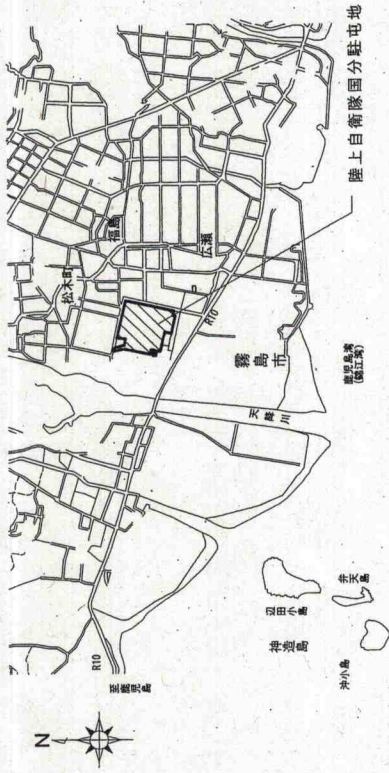 陸上自衛隊国分駐屯地
松木町
福島
広瀬
R10
霧島市
天降川
鹿児島湾
(錦江湾)
R10
至鹿児島
辺田小島
神造島
弁天島
沖小島
N